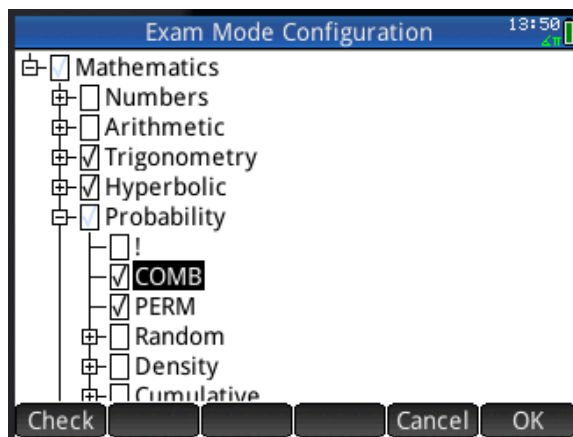 Exam Mode Configuration 13:50
∡π
Mathematics
Numbers
Arithmetic
Trigonometry
Hyperbolic
Probability
!
COMB
PERM
Random
Density
Cumulative
Check Cancel OK